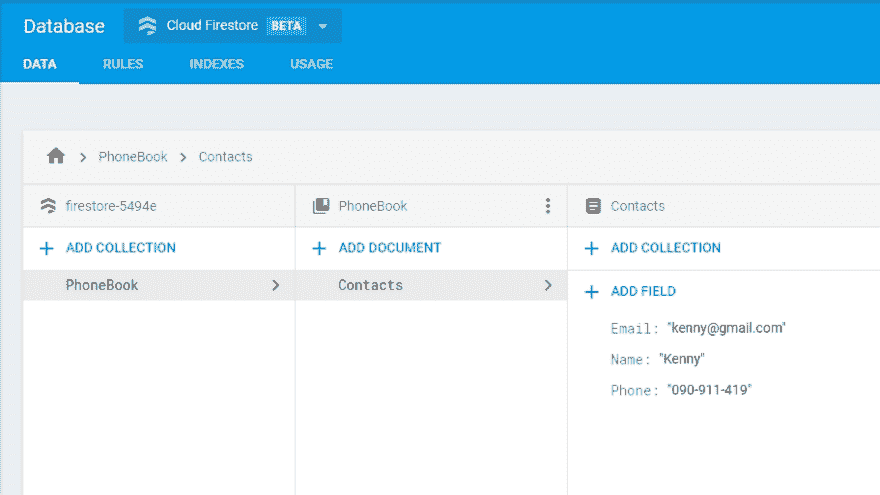 Database Cloud Firestore BETA
DATA RULES INDEXES USAGE
PhoneBook Contacts
firestore-5494e PhoneBook Contacts
ADD COLLECTION ADD DOCUMENT ADD COLLECTION
PhoneBook Contacts ADD FIELD
Email: "kenny@gmail.com"
Name: "Kenny"
Phone: "090-911-419"